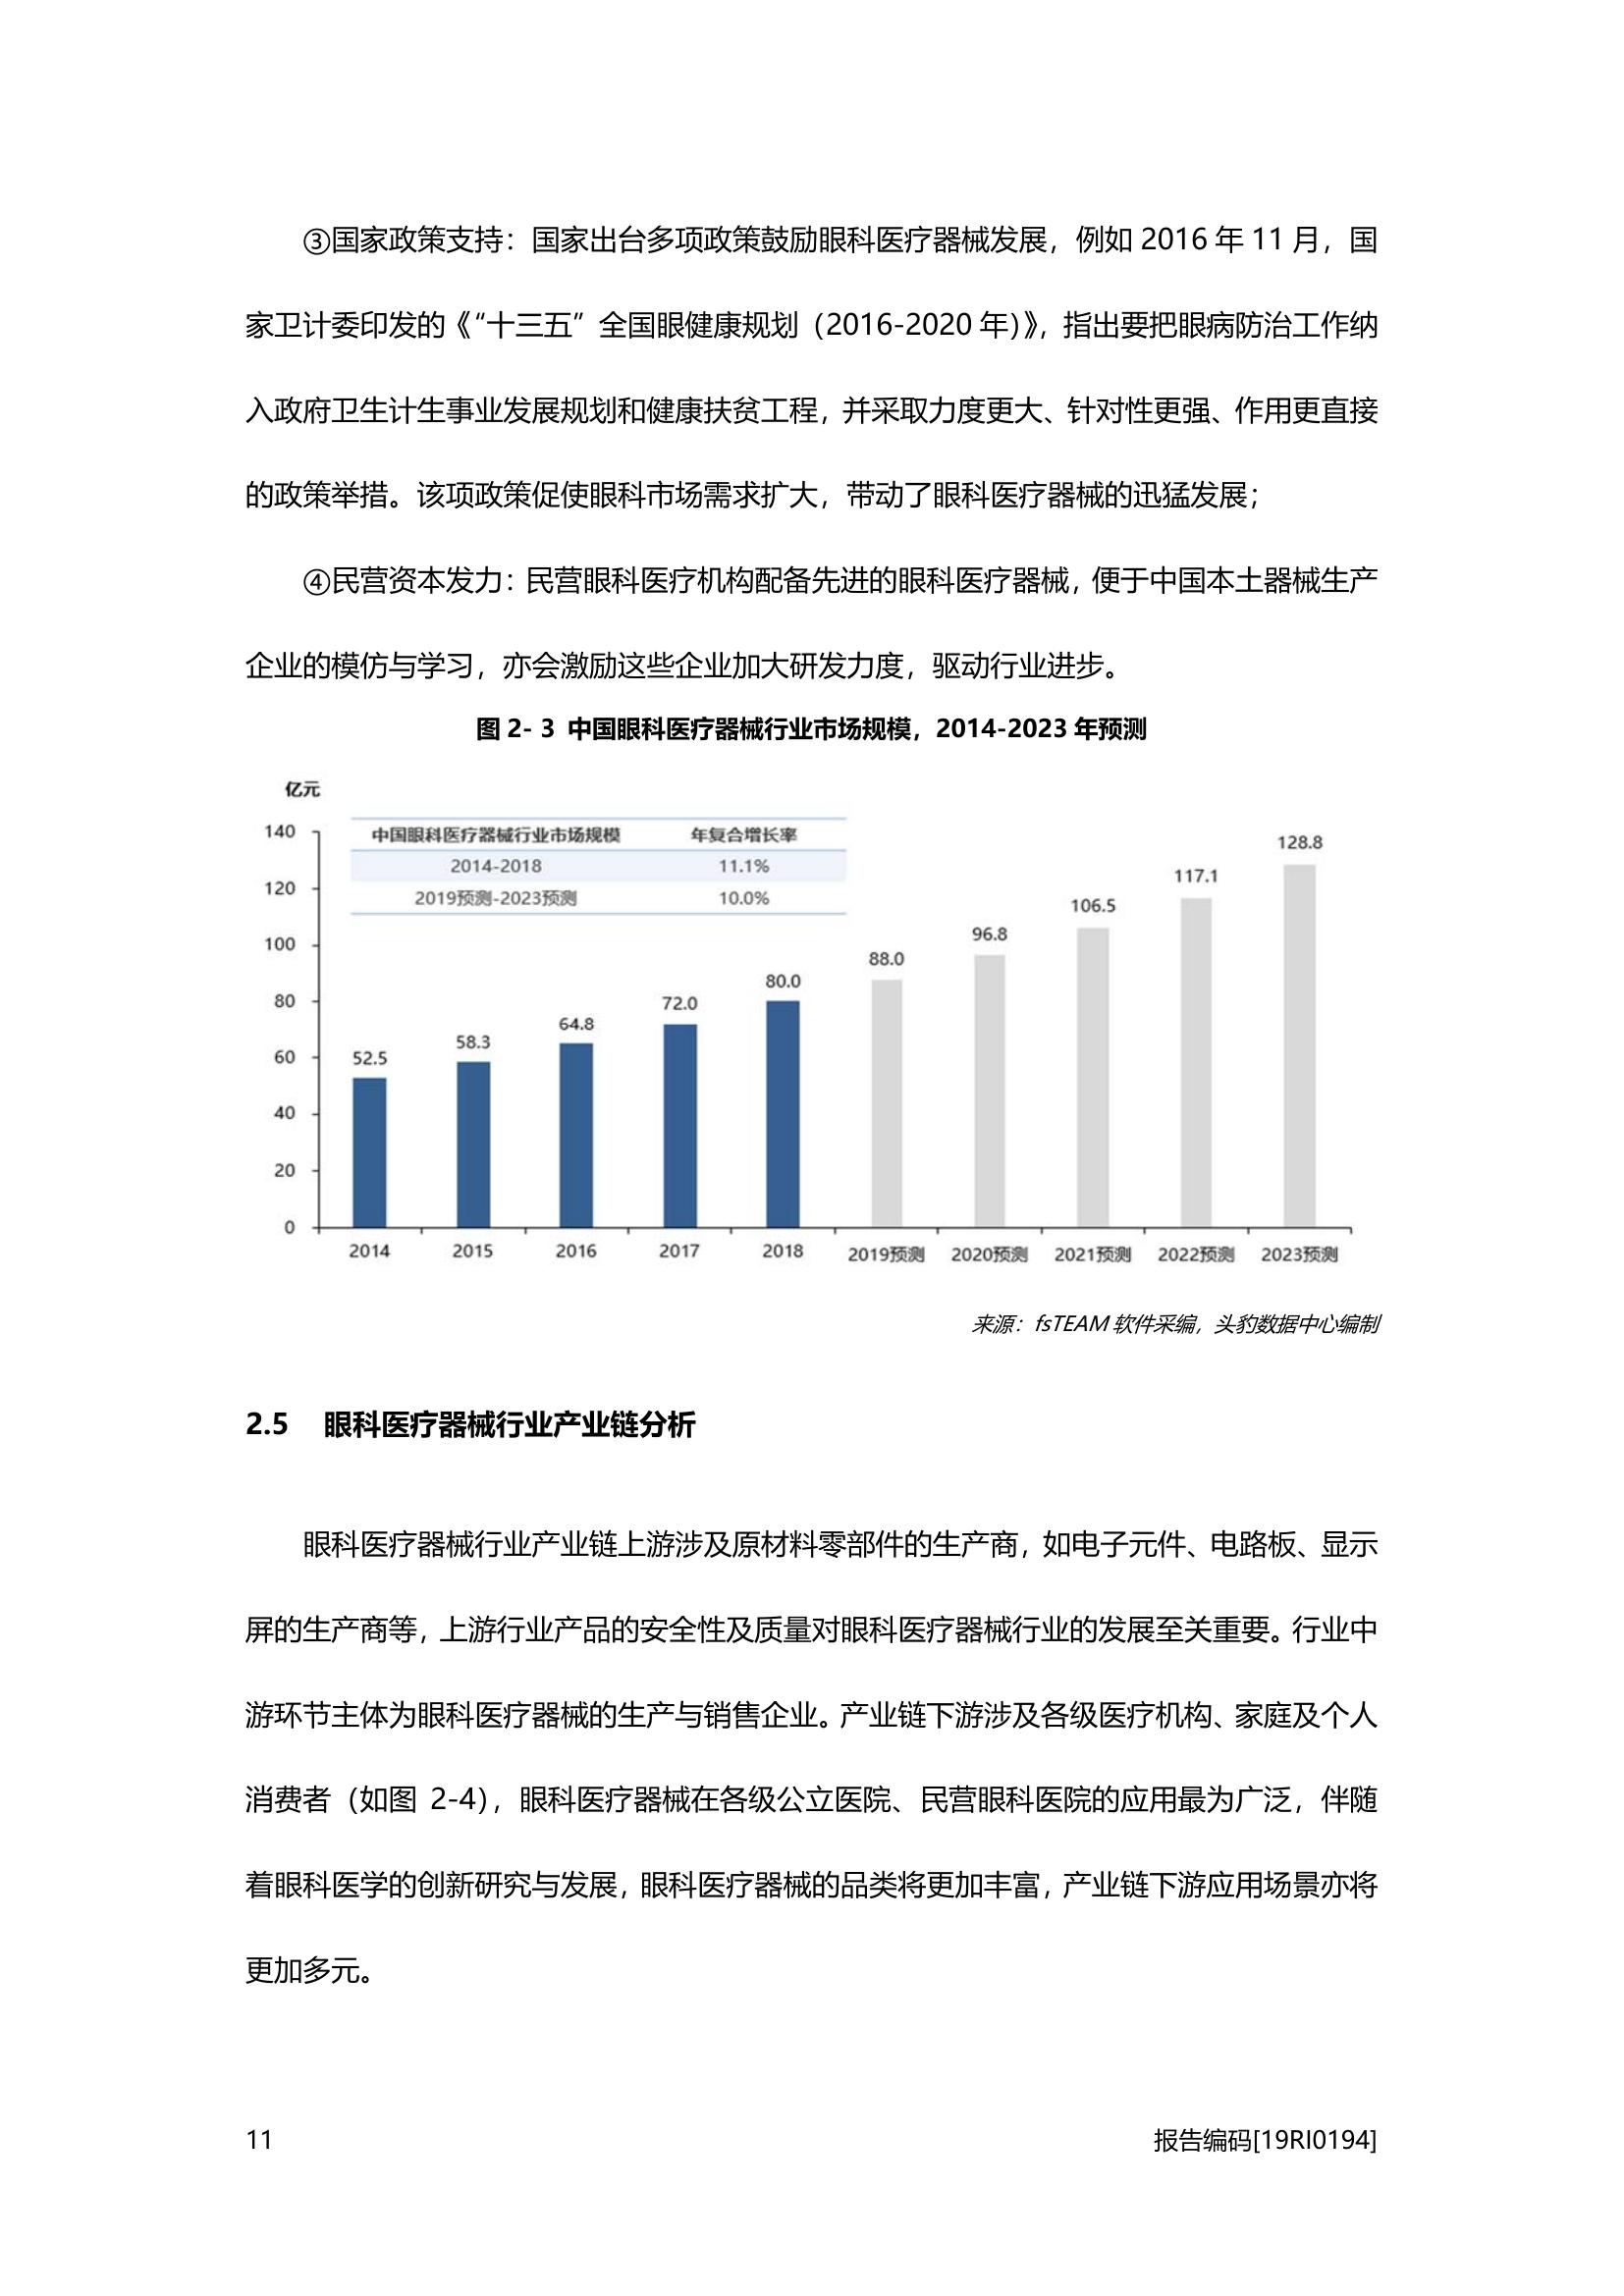 ③国家政策支持：国家出台多项政策鼓励眼科医疗器械发展，例如 2016 年 11 月，国
家卫计委印发的《“十三五”全国眼健康规划（2016-2020 年）》，指出要把眼病防治工作纳
入政府卫生计生事业发展规划和健康扶贫工程，并采取力度更大、针对性更强、作用更直接
的政策举措。该项政策促使眼科市场需求扩大，带动了眼科医疗器械的迅猛发展；
④民营资本发力：民营眼科医疗机构配备先进的眼科医疗器械，便于中国本土器械生产
企业的模仿与学习，亦会激励这些企业加大研发力度，驱动行业进步。
图 2- 3 中国眼科医疗器械行业市场规模，2014-2023 年预测
亿元
中国眼科医疗器械行业市场规模 年复合增长率
2014-2018 11.1%
2019预测-2023预测 10.0%
140
120
100
80
60
40
20
0
52.5
58.3
64.8
72.0
80.0
88.0
96.8
106.5
117.1
128.8
2014 2015 2016 2017 2018 2019预测 2020预测 2021预测 2022预测 2023预测
来源：fsTEAM 软件采编，头豹数据中心编制
2.5 眼科医疗器械行业产业链分析
眼科医疗器械行业产业链上游涉及原材料零部件的生产商，如电子元件、电路板、显示
屏的生产商等，上游行业产品的安全性及质量对眼科医疗器械行业的发展至关重要。行业中
游环节主体为眼科医疗器械的生产与销售企业。产业链下游涉及各级医疗机构、家庭及个人
消费者（如图 2-4），眼科医疗器械在各级公立医院、民营眼科医院的应用最为广泛，伴随
着眼科医学的创新研究与发展，眼科医疗器械的品类将更加丰富，产业链下游应用场景亦将
更加多元。
11 报告编码[19RI0194]